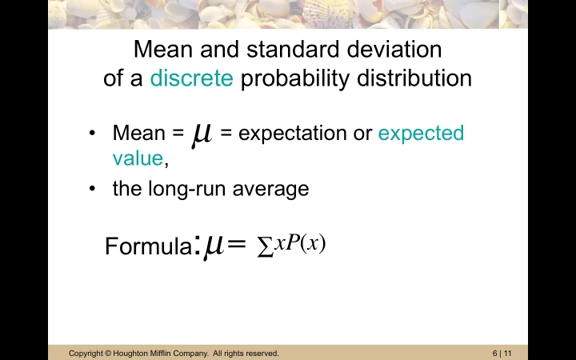 Mean and standard deviation
of a discrete probability distribution
• Mean = μ = expectation or expected
value,
• the long-run average
Formula: μ = ∑xP(x)
Copyright © Houghton Mifflin Company. All rights reserved. 6 | 11